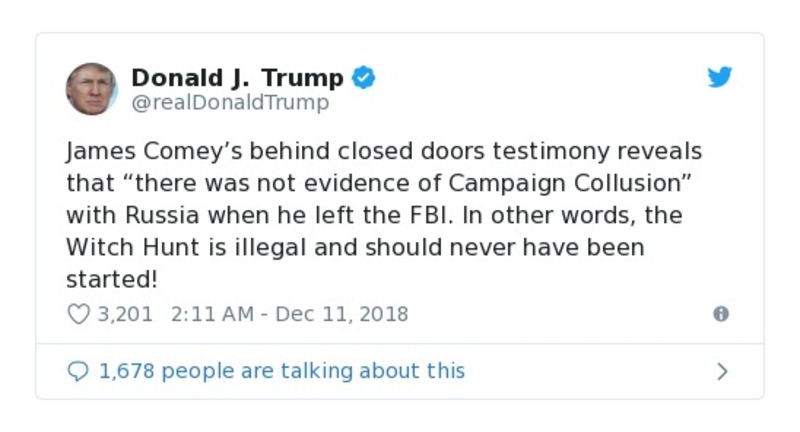 Donald J. Trump
@realDonaldTrump
James Comey’s behind closed doors testimony reveals
that “there was not evidence of Campaign Collusion”
with Russia when he left the FBI. In other words, the
Witch Hunt is illegal and should never have been
started!
3,201 2:11 AM - Dec 11, 2018
1,678 people are talking about this